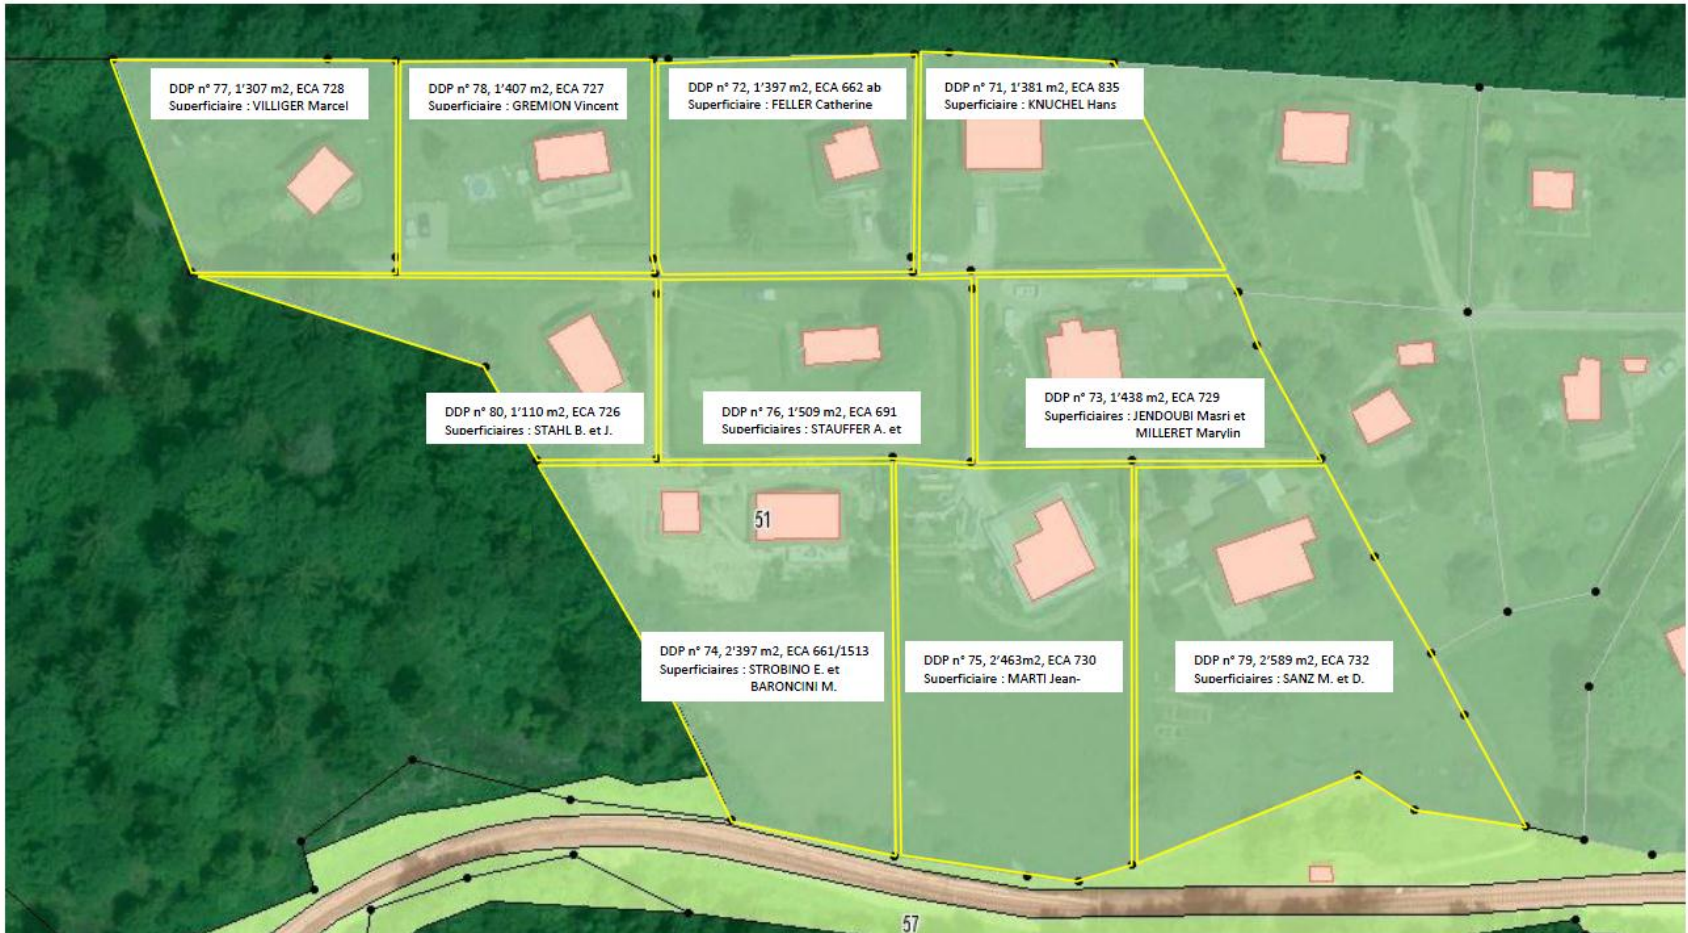 DDP n° 77, 1'307 m2, ECA 728
Superficiaire : VILLIGER Marcel
DDP n° 78, 1'407 m2, ECA 727
Superficiaire : GREMION Vincent
DDP n° 72, 1'397 m2, ECA 662 ab
Superficiaire : FELLER Catherine
DDP n° 71, 1'381 m2, ECA 835
Superficiaire : KNUCHEL Hans
DDP n° 80, 1'110 m2, ECA 726
Superficiaires : STAHL B. et J.
DDP n° 76, 1'509 m2, ECA 691
Superficiaires : STAUFFER A. et
DDP n° 73, 1'438 m2, ECA 729
Superficiaires : JENDOUBI Masri et
MILLERET Marylin
51
DDP n° 74, 2'397 m2, ECA 661/1513
Superficiaires : STROBINO E. et
BARONCINI M.
DDP n° 75, 2'463m2, ECA 730
Superficiaire : MARTI Jean-
DDP n° 79, 2'589 m2, ECA 732
Superficiaires : SANZ M. et D.
57